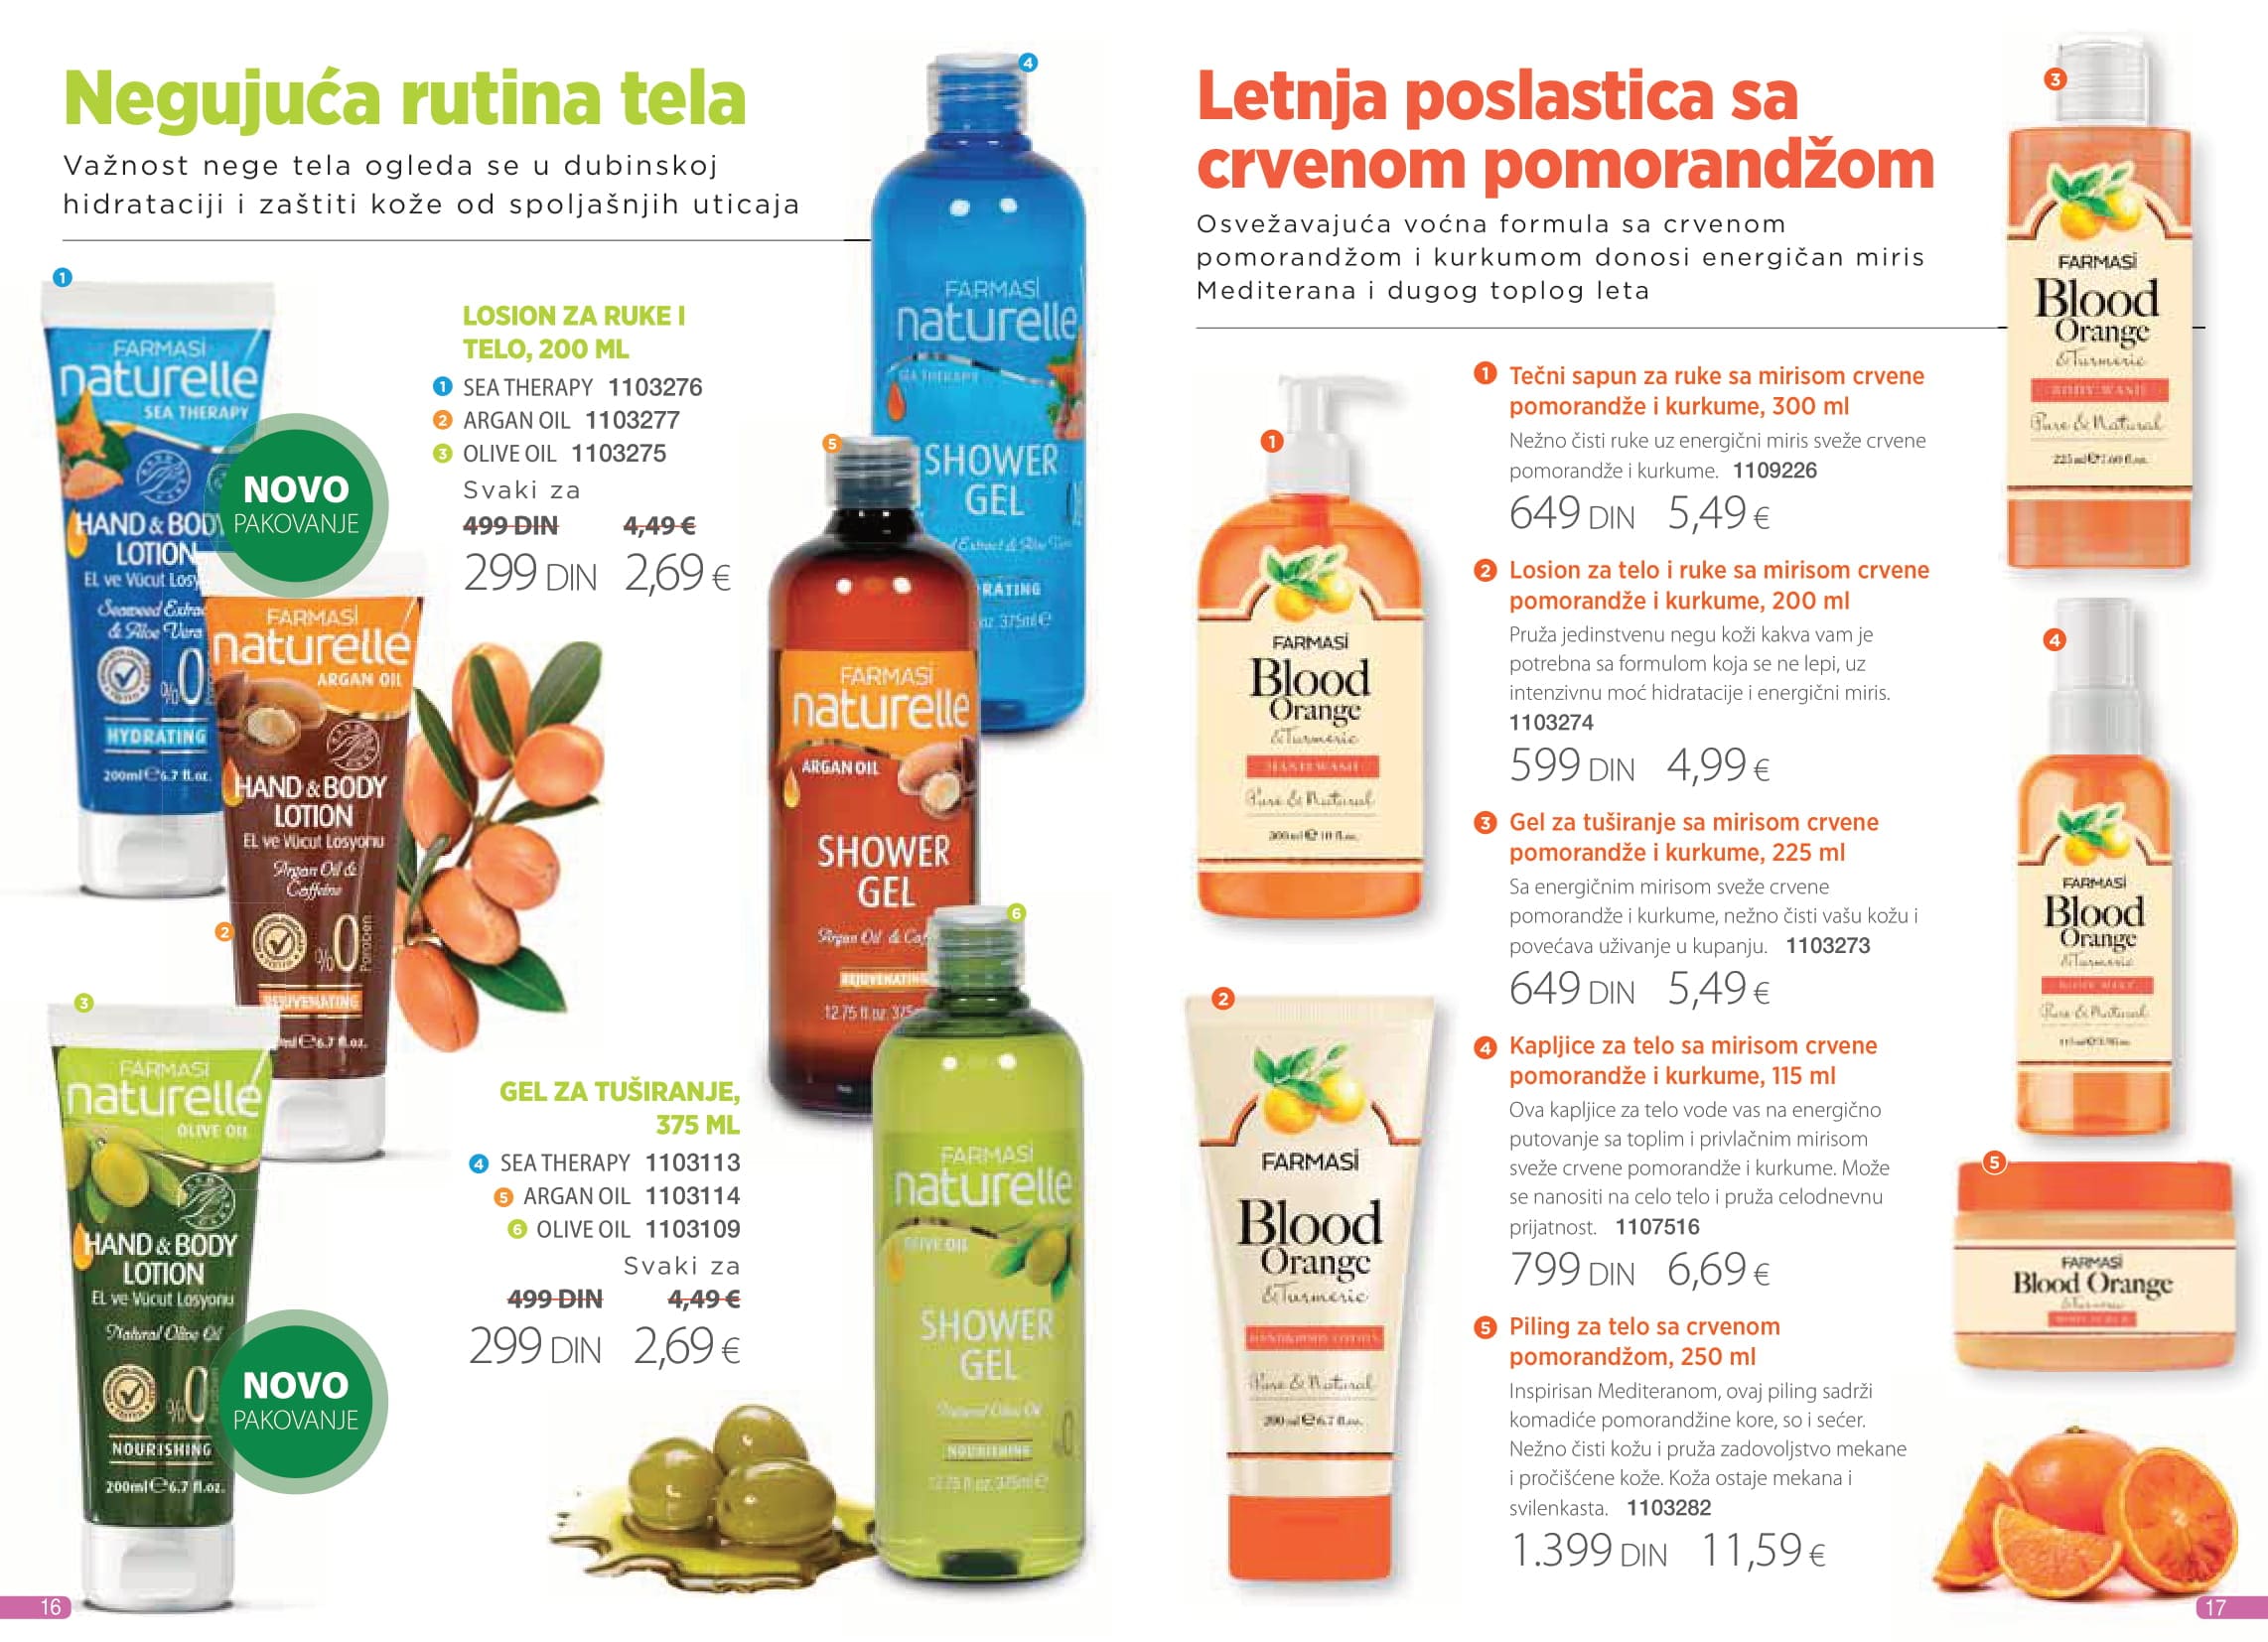 Negujuća rutina tela
Važnost nege tela ogleda se u dubinskoj
hidrataciji i zaštiti kože od spoljašnjih uticaja
1
FARMASİ
naturelle
SEA THERAPY
HAND & BODY
LOTION
EL ve Vücut
Seaweed
& Aloe Vera
%0
HYDRATING
200ml e 6.7 fl.oz.
NOVO
PAKOVANJE
FARMASİ
naturelle
ARGAN OIL
HAND & BODY
LOTION
EL ve Vücut Losyonu
Argan Oil &
Caffeine
2
%0
Paraben
REJUVENATING
6.7 fl.oz.
3
FARMASİ
naturelle
OLIVE OIL
HAND & BODY
LOTION
EL ve Vücut Losyonu
Natural Olive Oil
%0
NOURISHING
200ml e 6.7 fl.oz.
NOVO
PAKOVANJE
LOSION ZA RUKE I
TELO, 200 ML
1 SEA THERAPY 1103276
2 ARGAN OIL 1103277
3 OLIVE OIL 1103275
Svaki za
499 DIN 4,49 €
299 DIN 2,69 €
4
FARMASİ
naturelle
SEA THERAPY
SHOWER
GEL
375ml e
5
FARMASİ
naturelle
ARGAN OIL
SHOWER
GEL
Argan Oil &
REJUVENATING
12.75 fl.oz.
6
FARMASİ
naturelle
OLIVE OIL
SHOWER
GEL
Natural Olive Oil
NOURISHING
12.75 fl.oz. 375ml e
GEL ZA TUŠIRANJE,
375 ML
4 SEA THERAPY 1103113
5 ARGAN OIL 1103114
6 OLIVE OIL 1103109
Svaki za
499 DIN 4,49 €
299 DIN 2,69 €
16
Letnja poslastica sa
crvenom pomorandžom
Osvežavajuća voćna formula sa crvenom
pomorandžom i kurkumom donosi energičan miris
Mediterana i dugog toplog leta
1
FARMASİ
Blood
Orange
& Turmeric
HAND WASH
Pure & Natural
300 ml e 10 fl.oz.
2
FARMASİ
Blood
Orange
& Turmeric
HAND & BODY LOTION
Pure & Natural
200 ml e 6.7 fl.oz.
1 Tečni sapun za ruke sa mirisom crvene
pomorandže i kurkume, 300 ml
Nežno čisti ruke uz energični miris sveže crvene
pomorandže i kurkume. 1109226
649 DIN 5,49 €
2 Losion za telo i ruke sa mirisom crvene
pomorandže i kurkume, 200 ml
Pruža jedinstvenu negu koži kakva vam je
potrebna sa formulom koja se ne lepi, uz
intenzivnu moć hidratacije i energični miris.
1103274
599 DIN 4,99 €
3 Gel za tuširanje sa mirisom crvene
pomorandže i kurkume, 225 ml
Sa energičnim mirisom sveže crvene
pomorandže i kurkume, nežno čisti vašu kožu i
povećava uživanje u kupanju. 1103273
649 DIN 5,49 €
4 Kapljice za telo sa mirisom crvene
pomorandže i kurkume, 115 ml
Ova kapljice za telo vode vas na energično
putovanje sa toplim i privlačnim mirisom
sveže crvene pomorandže i kurkume. Može
se nanositi na celo telo i pruža celodnevnu
prijatnost. 1107516
799 DIN 6,69 €
5 Piling za telo sa crvenom
pomorandžom, 250 ml
Inspirisan Mediteranom, ovaj piling sadrži
komadiće pomorandžine kore, so i sećer.
Nežno čisti kožu i pruža zadovoljstvo mekane
i pročišćene kože. Koža ostaje mekana i
svilenkasta. 1103282
1.399 DIN 11,59 €
3
FARMASİ
Blood
Orange
& Turmeric
BODY WASH
Pure & Natural
225 ml e 7.60 fl.oz.
4
FARMASİ
Blood
Orange
& Turmeric
BODY MIST
Pure & Natural
5
FARMASİ
Blood Orange
17